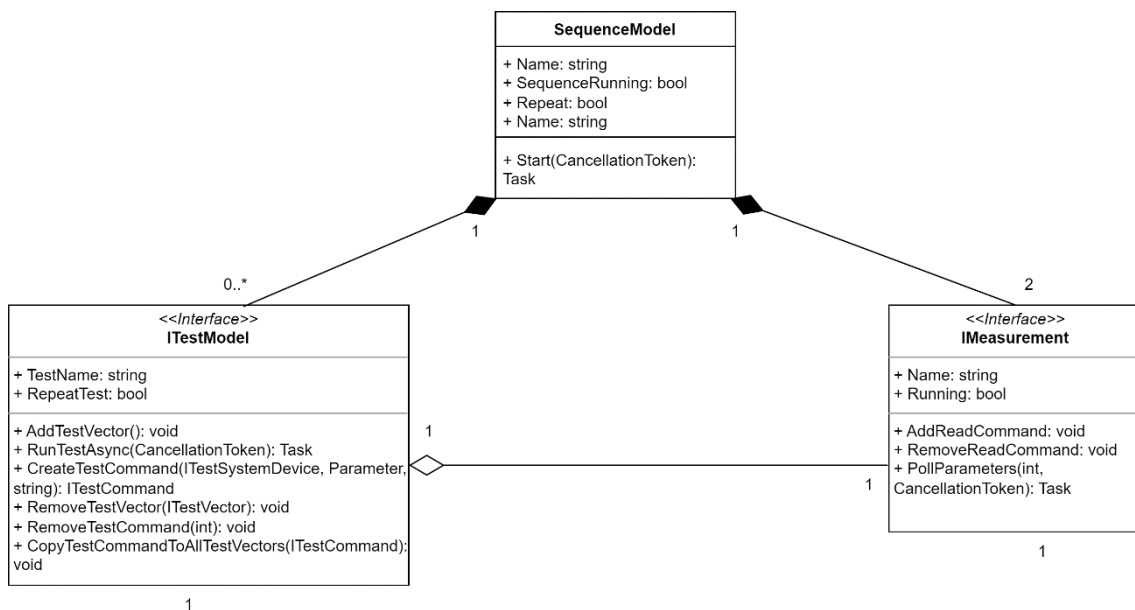 SequenceModel
+ Name: string
+ SequenceRunning: bool
+ Repeat: bool
+ Name: string
+ Start(CancellationToken):
Task
1
1
0..*
2
<<Interface>>
ITestModel
+ TestName: string
+ RepeatTest: bool
+ AddTestVector(): void
+ RunTestAsync(CancellationToken): Task
+ CreateTestCommand(ITestSystemDevice, Parameter,
string): ITestCommand
+ RemoveTestVector(ITestVector): void
+ RemoveTestCommand(int): void
+ CopyTestCommandToAllTestVectors(ITestCommand):
void
1
1
1
<<Interface>>
IMeasurement
+ Name: string
+ Running: bool
+ AddReadCommand: void
+ RemoveReadCommand: void
+ PollParameters(int,
CancellationToken): Task
1